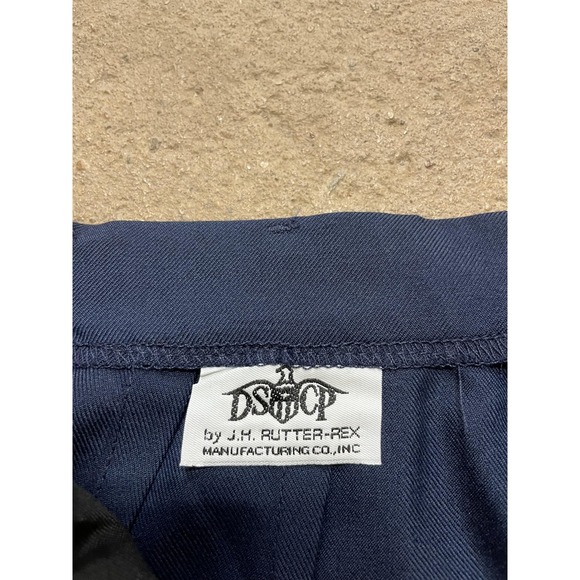 DSCP
by J.H. RUTTER-REX
MANUFACTURING CO., INC